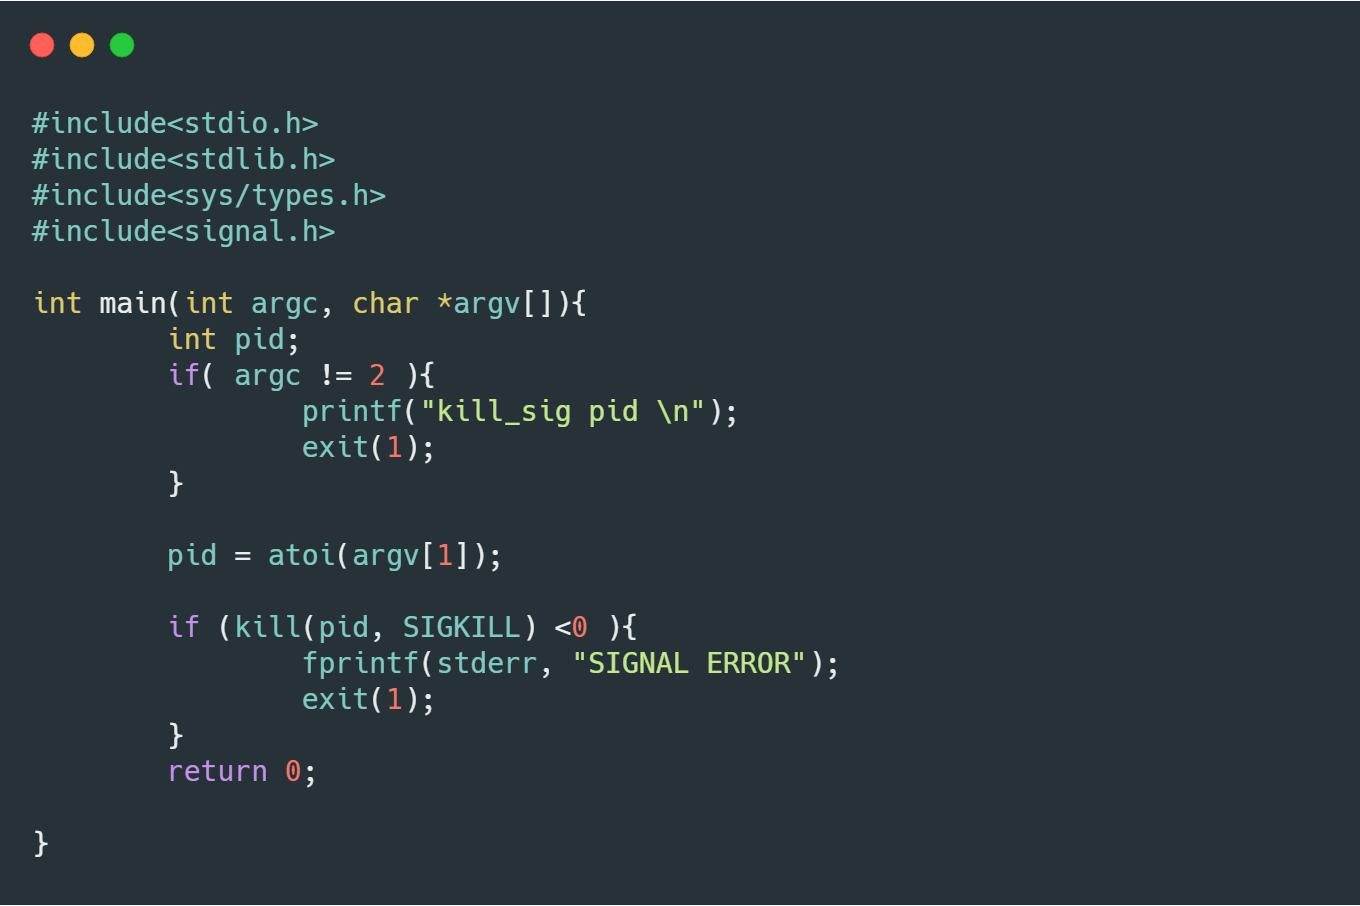 #include<stdio.h>
#include<stdlib.h>
#include<sys/types.h>
#include<signal.h>
int main(int argc, char *argv[]){
        int pid;
        if( argc != 2 ){
                printf("kill_sig pid \n");
                exit(1);
        }
        pid = atoi(argv[1]);
        if (kill(pid, SIGKILL) <0 ){
                fprintf(stderr, "SIGNAL ERROR");
                exit(1);
        }
        return 0;
}